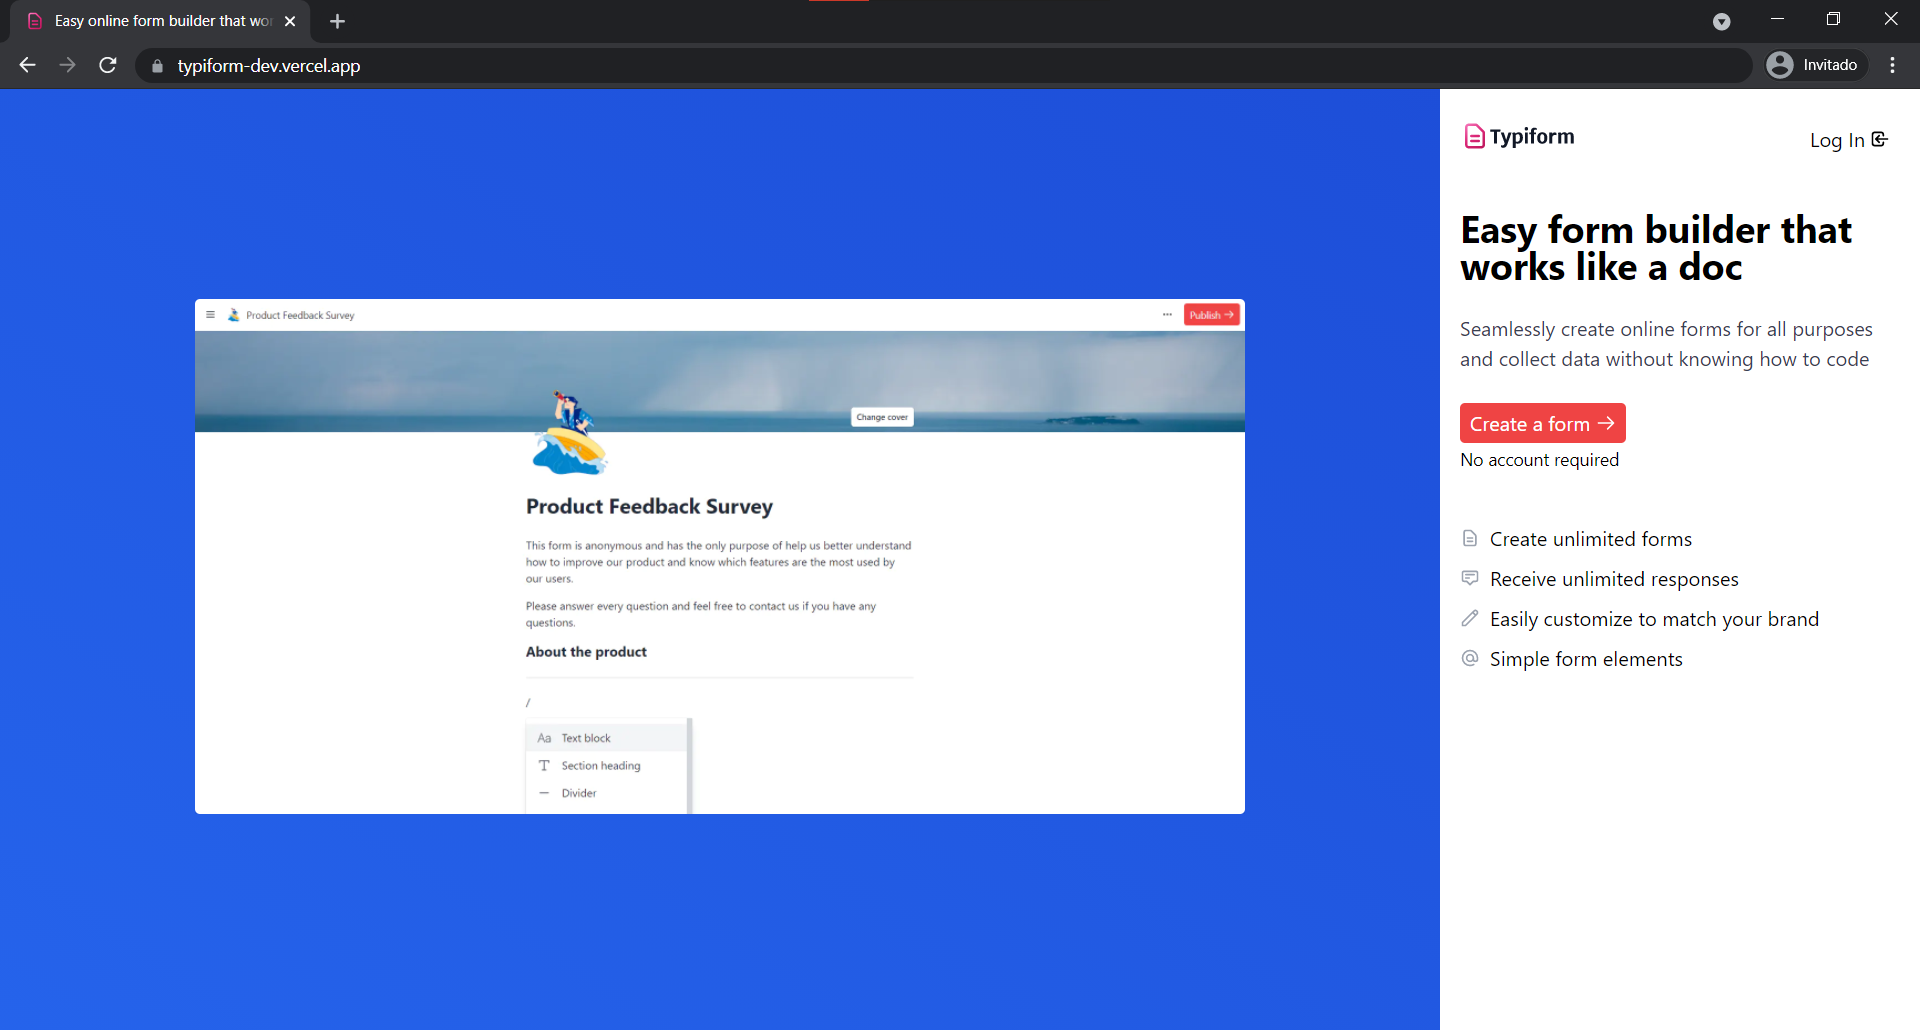 Easy online form builder that wor
typiform-dev.vercel.app
Invitado
Product Feedback Survey
Publish →
Change cover
Product Feedback Survey
This form is anonymous and has the only purpose of help us better understand
how to improve our product and know which features are the most used by
our users.
Please answer every question and feel free to contact us if you have any
questions.
About the product
/
Aa Text block
T Section heading
Divider
Typiform
Log In
Easy form builder that
works like a doc
Seamlessly create online forms for all purposes
and collect data without knowing how to code
Create a form →
No account required
Create unlimited forms
Receive unlimited responses
Easily customize to match your brand
Simple form elements